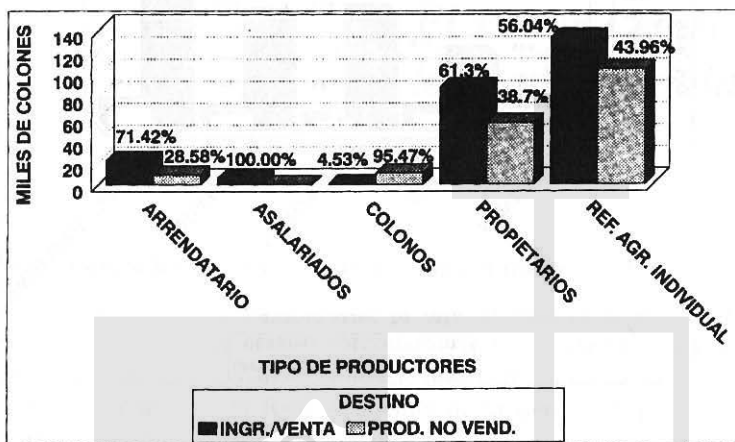 MILES DE COLONES
140
120
100
80
60
40
20
0
71.42%
28.58%
100.00%
4.53%
95.47%
61.3%
38.7%
56.04%
43.96%
ARRENDATARIO
ASALARIADOS
COLONOS
PROPIETARIOS
REF. AGR. INDIVIDUAL
TIPO DE PRODUCTORES
DESTINO
INGR./VENTA PROD. NO VEND.